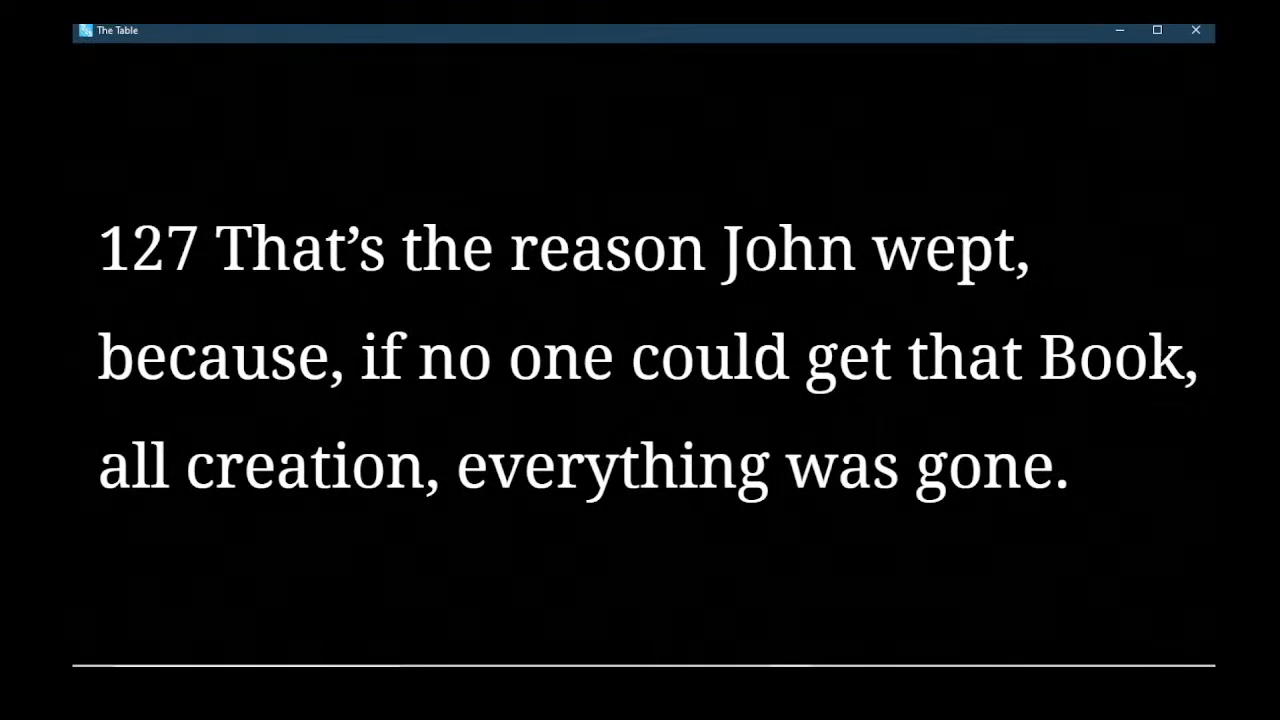 The Table
127 That’s the reason John wept,
because, if no one could get that Book,
all creation, everything was gone.